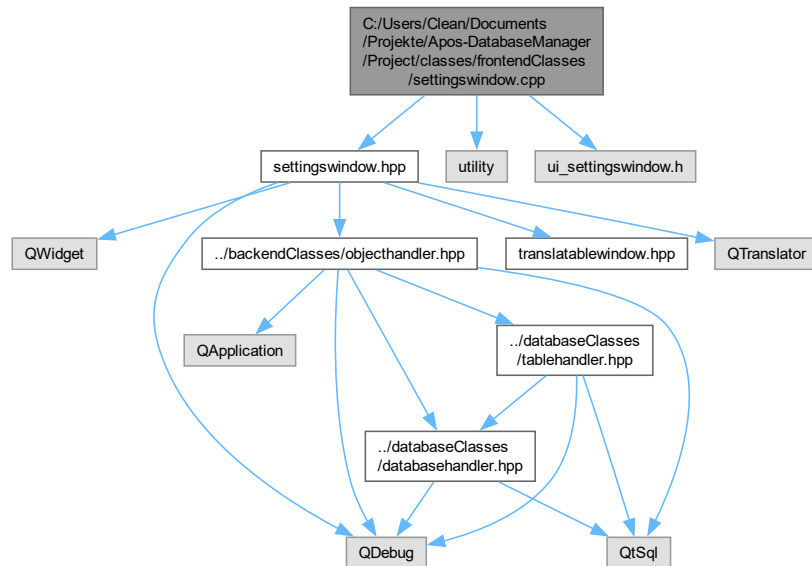 C:/Users/Clean/Documents
/Projekte/Apos-DatabaseManager
/Project/classes/frontendClasses
/settingswindow.cpp
settingswindow.hpp
utility
ui_settingswindow.h
QWidget
../backendClasses/objecthandler.hpp
translatablewindow.hpp
QTranslator
QApplication
../databaseClasses
/tablehandler.hpp
../databaseClasses
/databasehandler.hpp
QDebug
QtSql